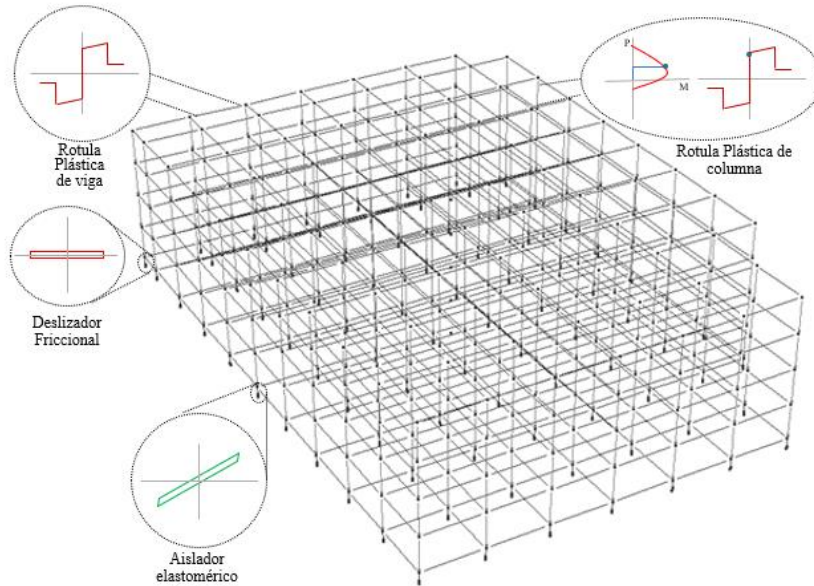 P
M
Rotula
Plástica
de viga
Rotula Plástica de
columna
Deslizador
Friccional
Aislador
elastomérico